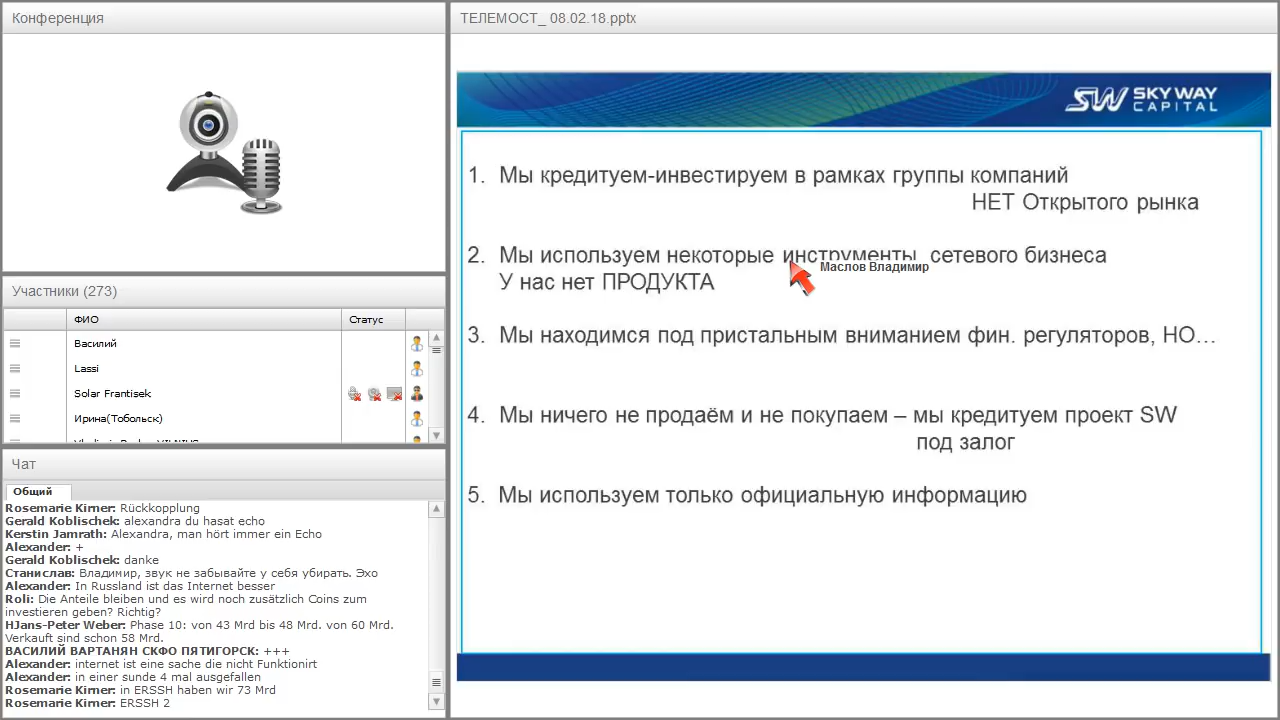 Конференция
Участники (273)
ФИО Статус
Василий
Lassi
Solar Frantisek
Ирина(Тобольск)
Чат
Общий
Rosemarie Kirner: Rückkopplung
Gerald Koblischek: alexandra du hasat echo
Kerstin Jamrath: Alexandra, man hört immer ein Echo
Alexander: +
Gerald Koblischek: danke
Станислав: Владимир, звук не забывайте у себя убирать. Эхо
Alexander: In Russland ist das Internet besser
Roli: Die Anteile bleiben und es wird noch zusätzlich Coins zum
investieren geben? Richtig?
HJans-Peter Weber: Phase 10: von 43 Mrd bis 48 Mrd. von 60 Mrd.
Verkauft sind schon 58 Mrd.
ВАСИЛИЙ ВАРТАНЯН СКФО ПЯТИГОРСК: +++
Alexander: internet ist eine sache die nicht Funktionirt
Alexander: in einer sunde 4 mal ausgefallen
Rosemarie Kirner: in ERSSH haben wir 73 Mrd
Rosemarie Kirner: ERSSH 2
ТЕЛЕМОСТ_ 08.02.18.pptx
SW SKY WAY
CAPITAL
1. Мы кредитуем-инвестируем в рамках группы компаний
НЕТ Открытого рынка
2. Мы используем некоторые инструменты сетевого бизнеса
Маслов Владимир
У нас нет ПРОДУКТА
3. Мы находимся под пристальным вниманием фин. регуляторов, НО...
4. Мы ничего не продаём и не покупаем – мы кредитуем проект SW
под залог
5. Мы используем только официальную информацию